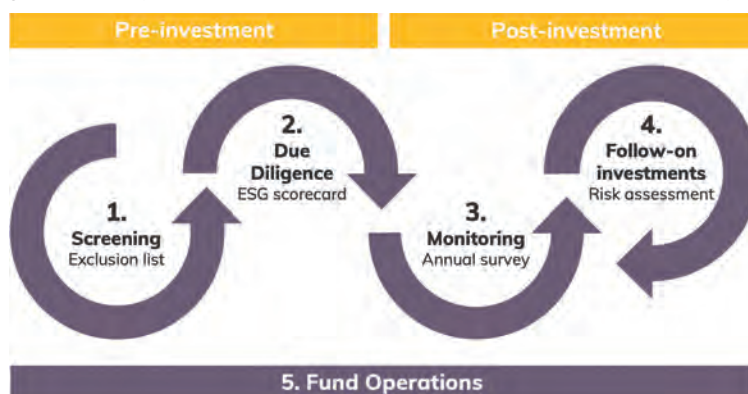 Pre-investment
Post-investment
1.
Screening
Exclusion list
2.
Due
Diligence
ESG scorecard
3.
Monitoring
Annual survey
4.
Follow-on
investments
Risk assessment
5. Fund Operations